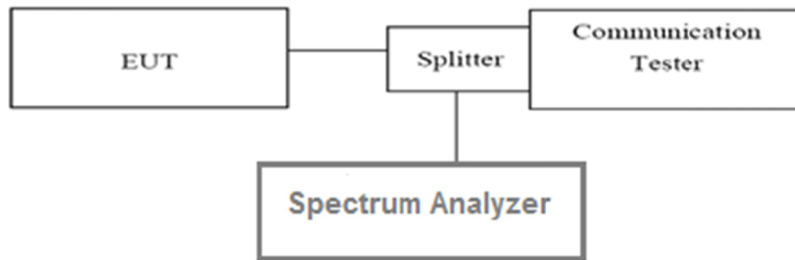 EUT
Splitter
Communication
Tester
Spectrum Analyzer